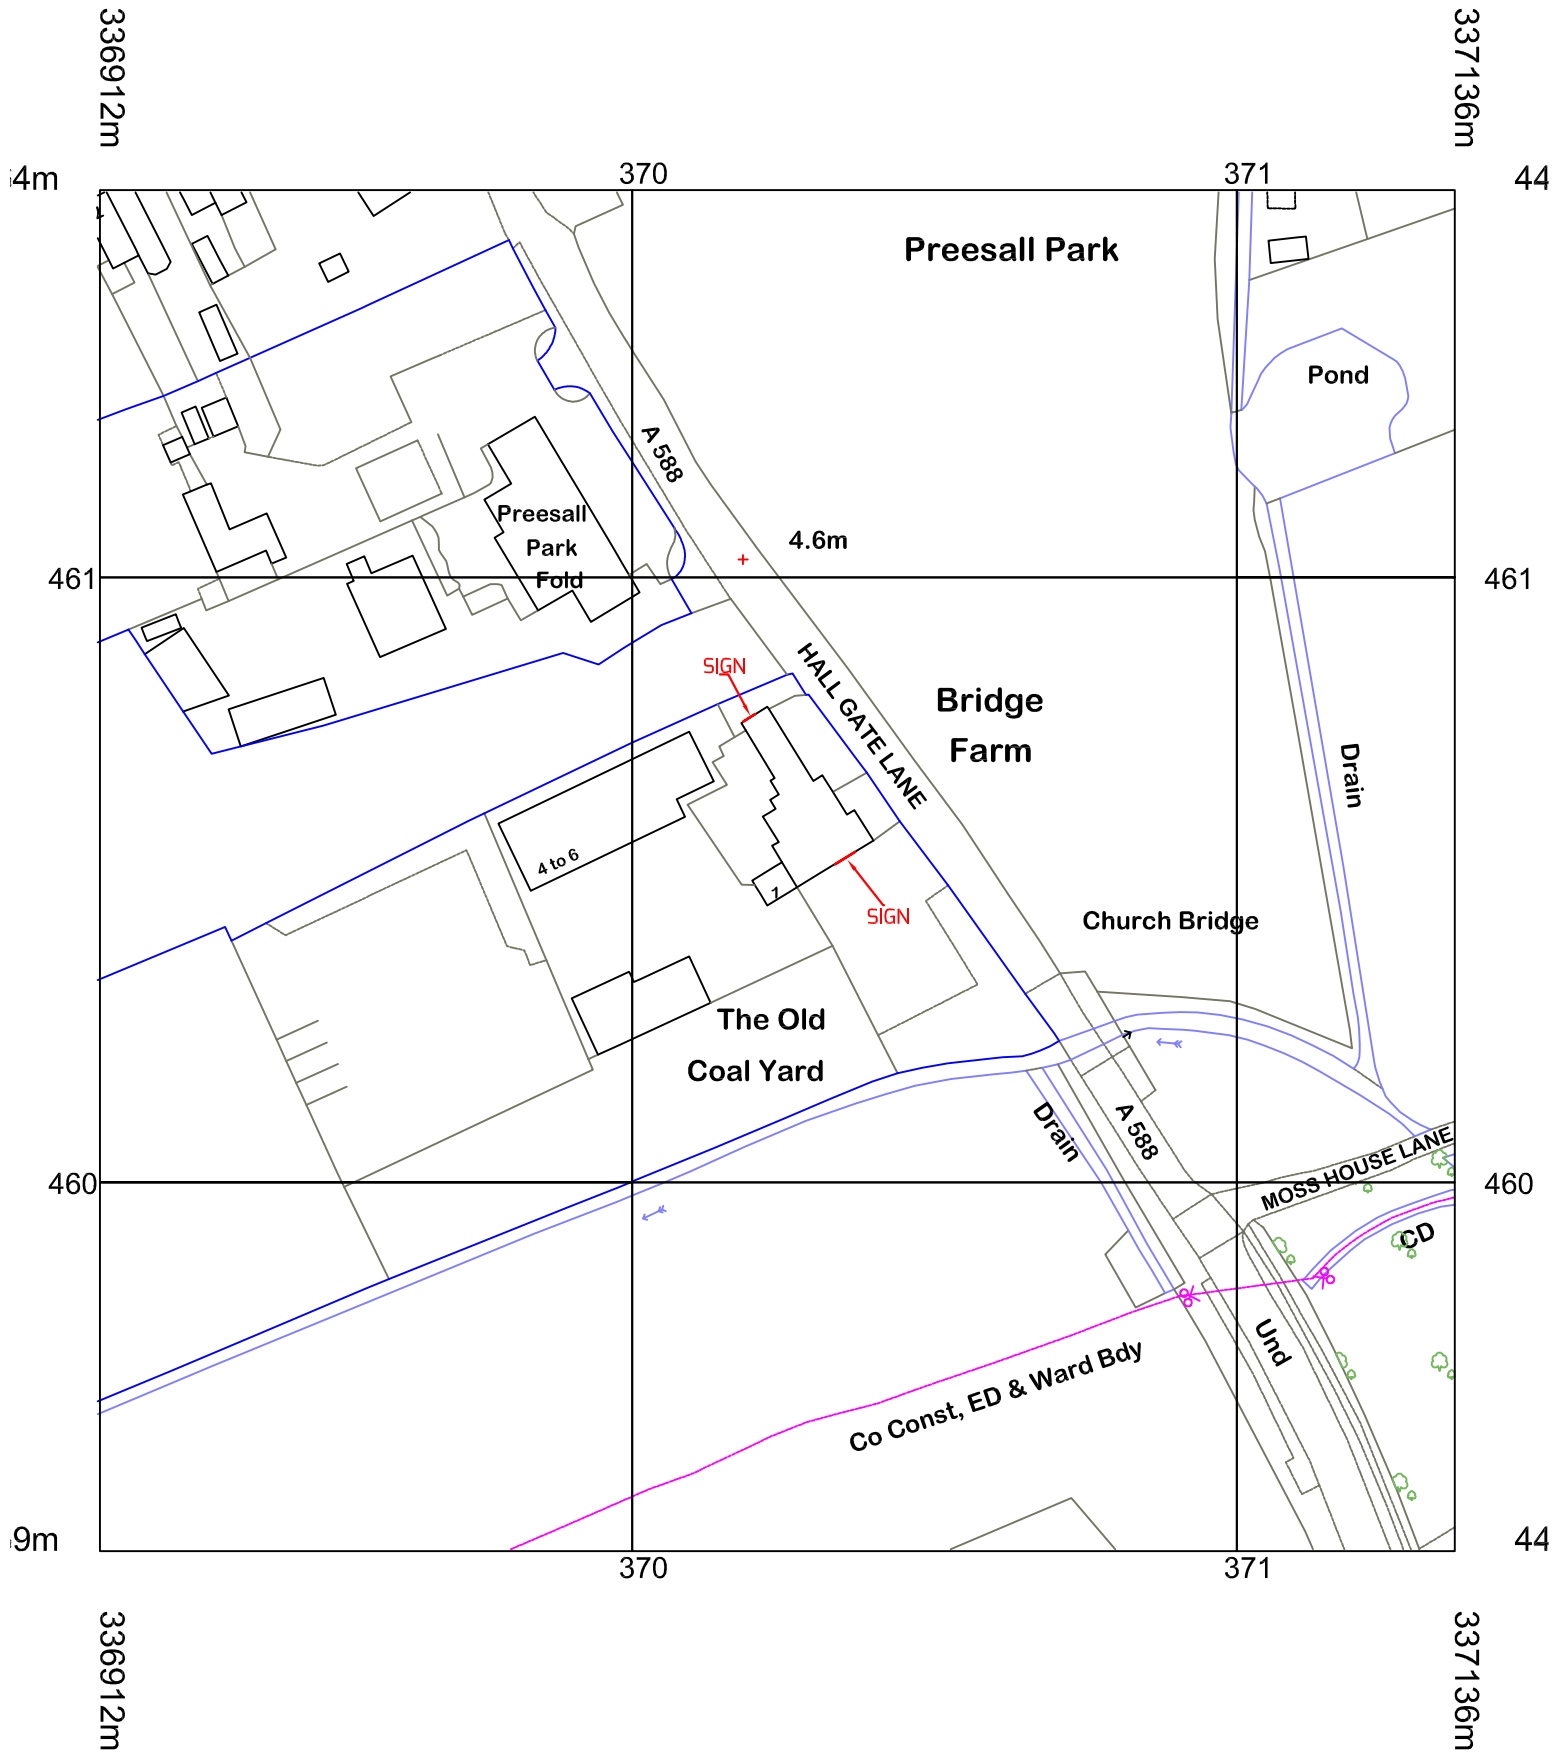 336912m
337136m
4m
370
371
44
Preesall Park
Pond
A 588
Preesall
Park
Fold
4.6m
461
461
SIGN
HALL GATE LANE
Bridge
Farm
Drain
4 to 6
7
SIGN
Church Bridge
The Old
Coal Yard
Drain
A 588
MOSS HOUSE LANE
460
460
CD
Und
Co Const, ED & Ward Bdy
9m
370
371
44
336912m
337136m